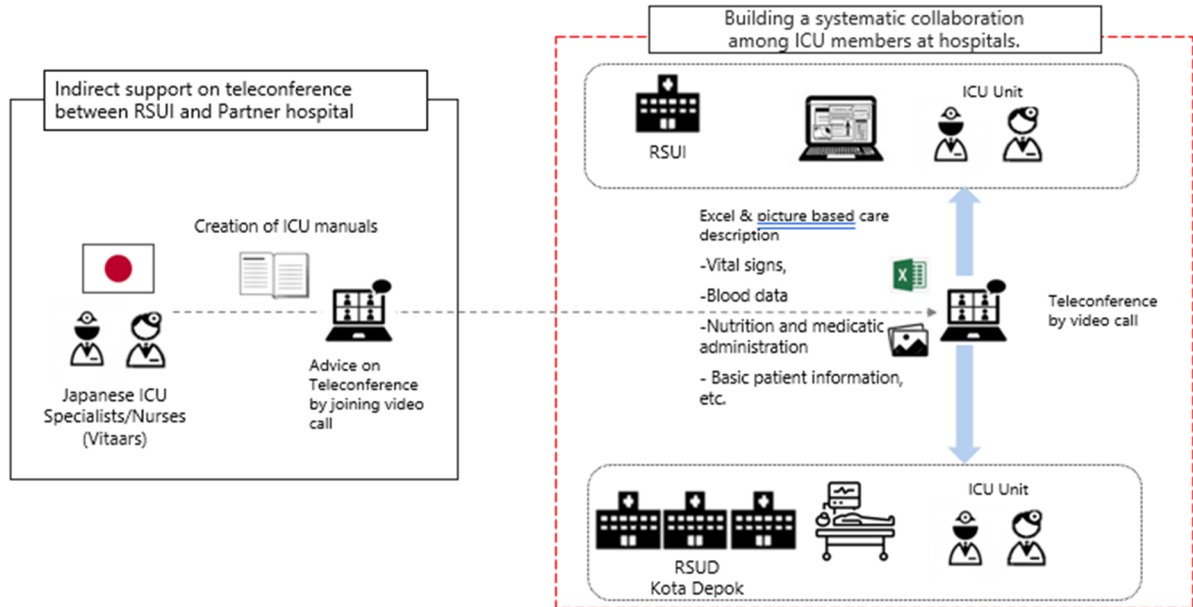 Building a systematic collaboration
among ICU members at hospitals.
Indirect support on teleconference
between RSUI and Partner hospital
Creation of ICU manuals
Japanese ICU
Specialists/Nurses
(Vitaars)
Advice on
Teleconference
by joining video
call
RSUI
ICU Unit
Excel & picture based care
description
-Vital signs,
-Blood data
-Nutrition and medicatic
administration
- Basic patient information,
etc.
X
Teleconference
by video call
RSUD
Kota Depok
ICU Unit